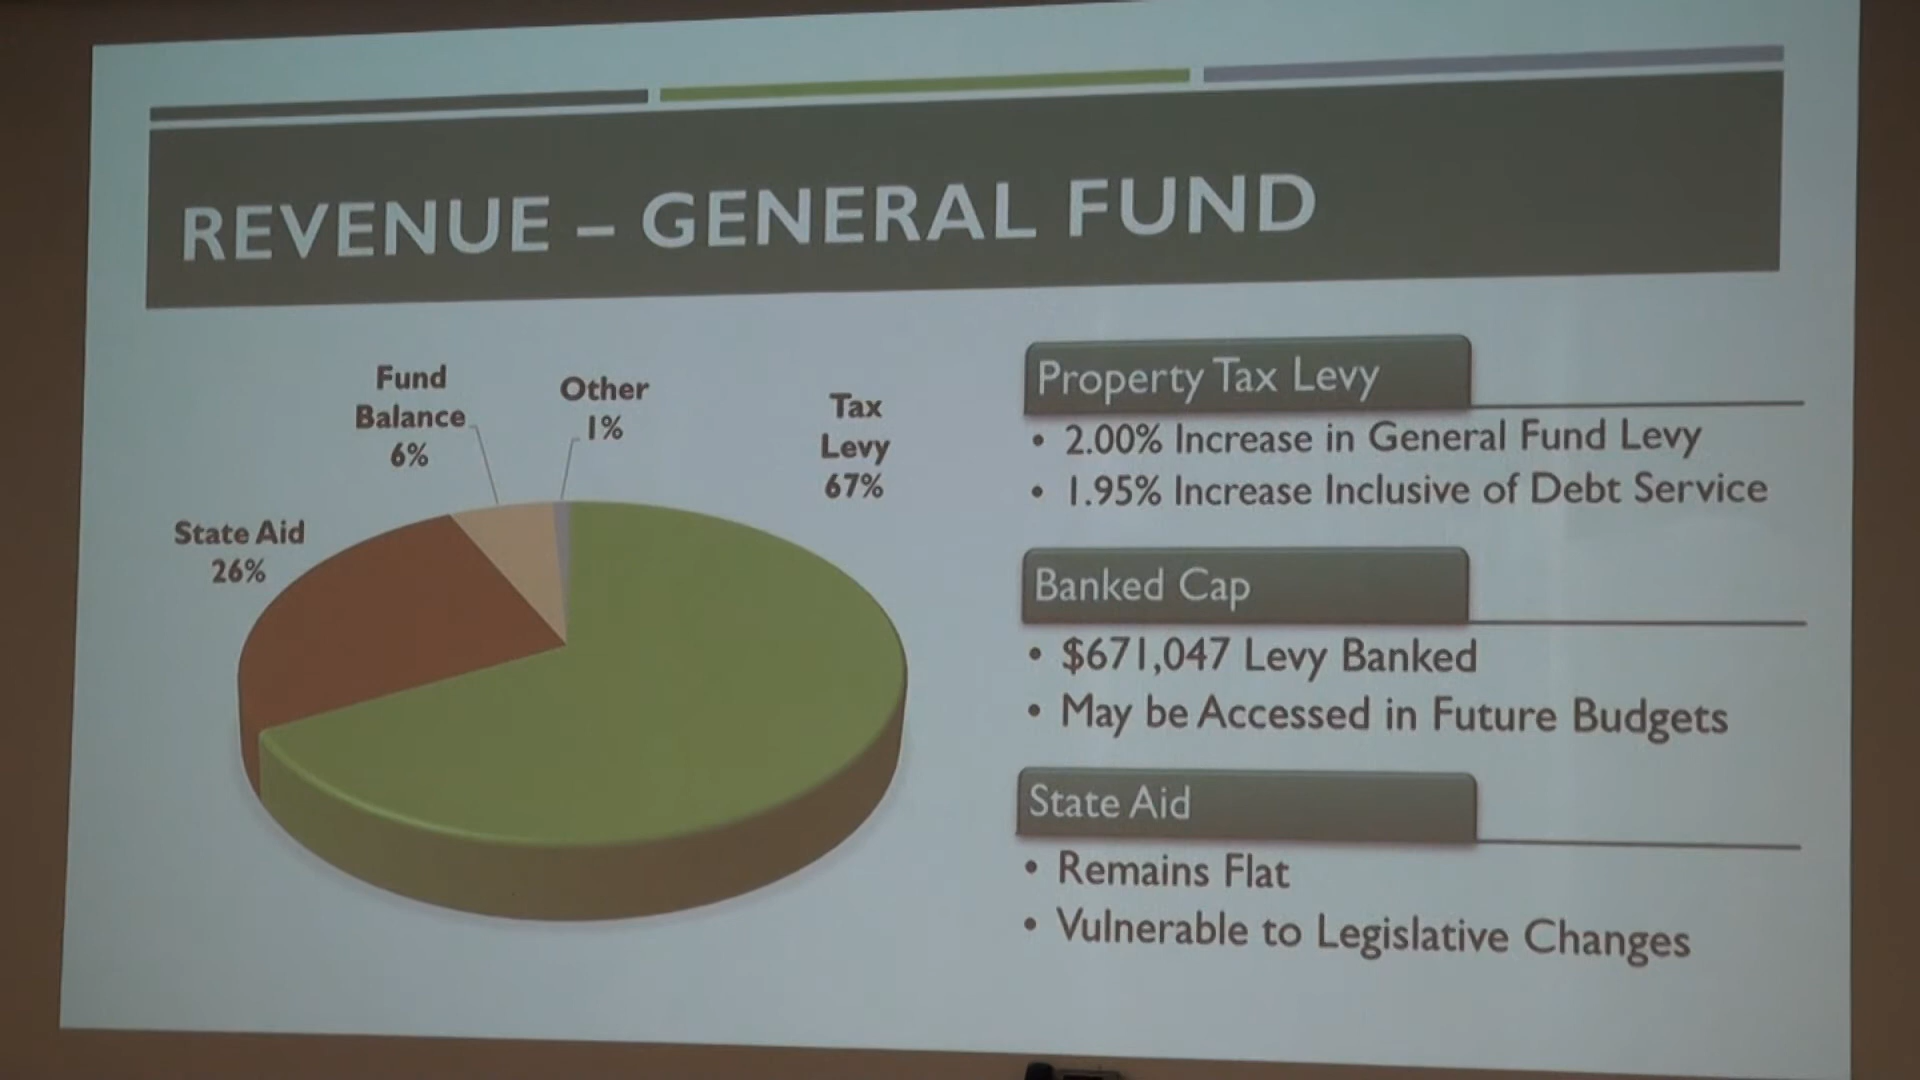 REVENUE – GENERAL FUND
Fund
Balance
6%
Other
1%
Tax
Levy
67%
State Aid
26%
Property Tax Levy
• 2.00% Increase in General Fund Levy
• 1.95% Increase Inclusive of Debt Service
Banked Cap
• $671,047 Levy Banked
• May be Accessed in Future Budgets
State Aid
• Remains Flat
• Vulnerable to Legislative Changes